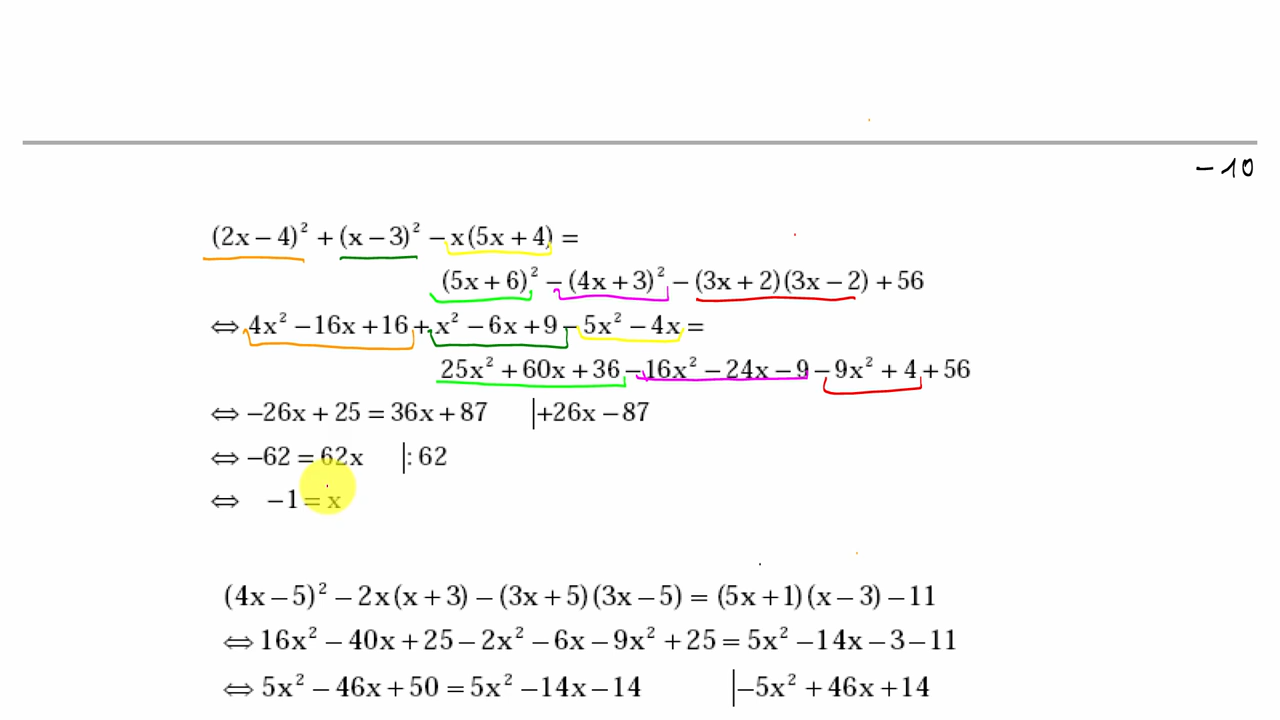 −10
(2x − 4)² + (x − 3)² − x(5x + 4) =
(5x + 6)² − (4x + 3)² − (3x + 2)(3x − 2) + 56
⇔ 4x² − 16x + 16 + x² − 6x + 9 − 5x² − 4x =
25x² + 60x + 36 − 16x² − 24x − 9 − 9x² + 4 + 56
⇔ −26x + 25 = 36x + 87 |+26x − 87
⇔ −62 = 62x |: 62
⇔ −1 = x
(4x − 5)² − 2x(x + 3) − (3x + 5)(3x − 5) = (5x + 1)(x − 3) − 11
⇔ 16x² − 40x + 25 − 2x² − 6x − 9x² + 25 = 5x² − 14x − 3 − 11
⇔ 5x² − 46x + 50 = 5x² − 14x − 14 |−5x² + 46x + 14